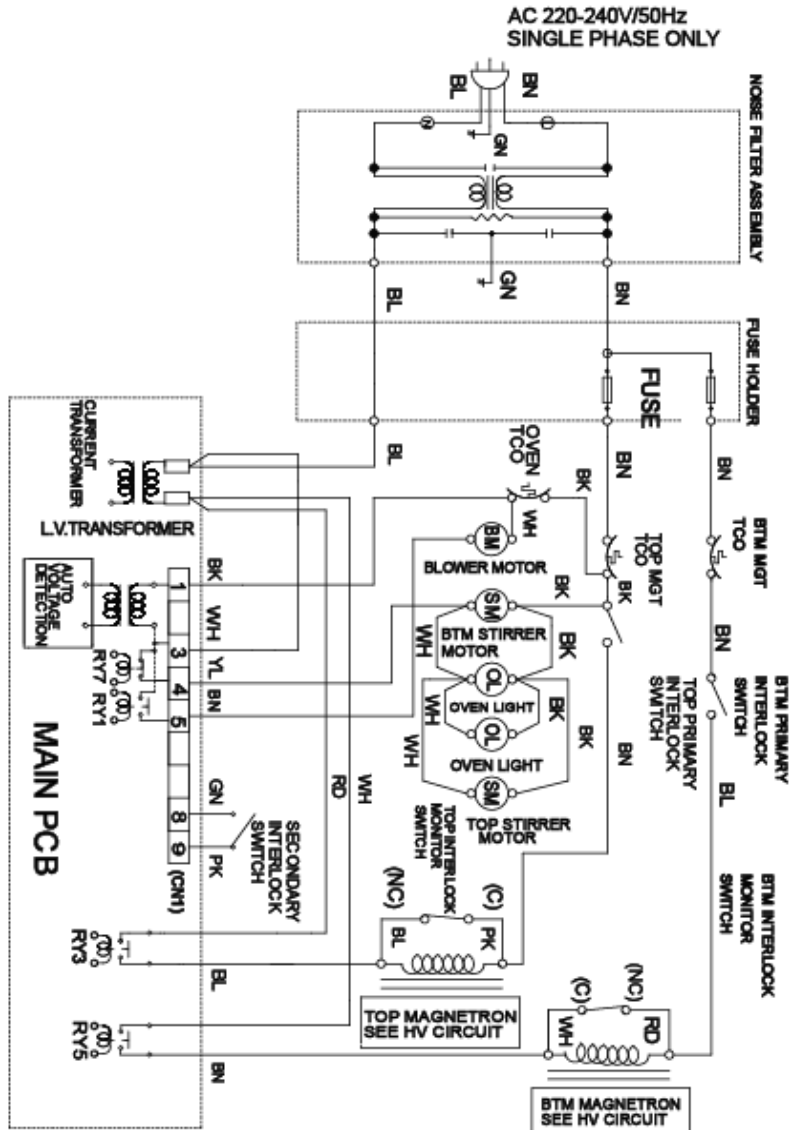 AC 220-240V/50Hz
SINGLE PHASE ONLY
BL
BN
NOISE FILTER ASSEMBLY
N
L
GN
GN
BL
BN
FUSE HOLDER
FUSE
CURRENT
TRANSFORMER
BL
OVEN
TCO
BK
BN
BN
L.V.TRANSFORMER
WH
BM
BLOWER MOTOR
TOP MGT
TCO
BTM MGT
TCO
AUTO
VOLTAGE
DETECTION
BK
1
WH
3
YL
4
BN
5
RY7
RY1
BK
BK
SM
BTM STIRRER
MOTOR
WH
BK
OL
OVEN LIGHT
WH
BK
OL
OVEN LIGHT
WH
BK
SM
TOP STIRRER
MOTOR
BN
BN
TOP PRIMARY
INTERLOCK
SWITCH
BTM PRIMARY
INTERLOCK
SWITCH
BL
MAIN PCB
RD
WH
GN
8
9
PK
(CN1)
SECONDARY
INTERLOCK
SWITCH
TOP INTERLOCK
MONITOR
SWITCH
(NC)
(C)
BL
PK
BTM INTERLOCK
MONITOR
SWITCH
RY3
BL
TOP MAGNETRON
SEE HV CIRCUIT
(C)
(NC)
WH
RD
RY5
BN
BTM MAGNETRON
SEE HV CIRCUIT